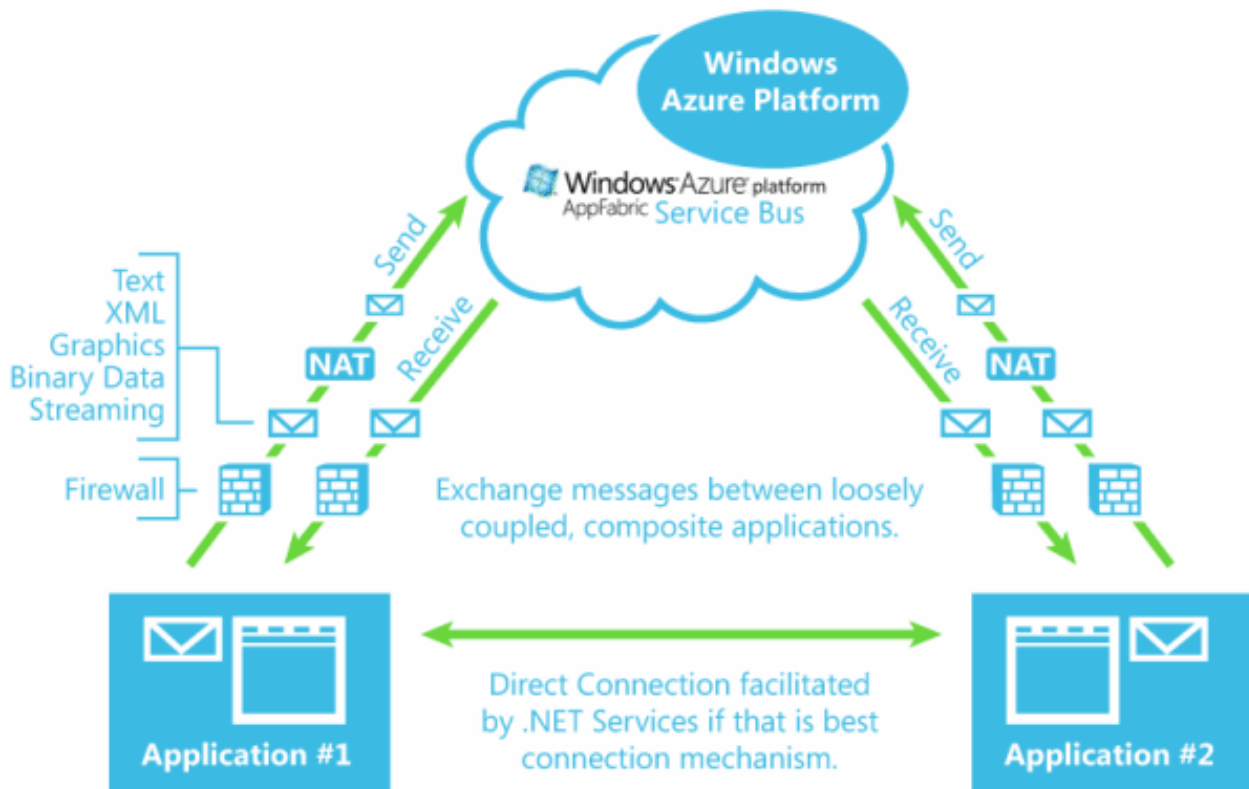 Windows
Azure Platform
Windows Azure platform
AppFabric Service Bus
Send
Receive
Send
Receive
Text
XML
Graphics
Binary Data
Streaming
NAT
NAT
Firewall
Exchange messages between loosely
coupled, composite applications.
Direct Connection facilitated
by .NET Services if that is best
connection mechanism.
Application #1
Application #2